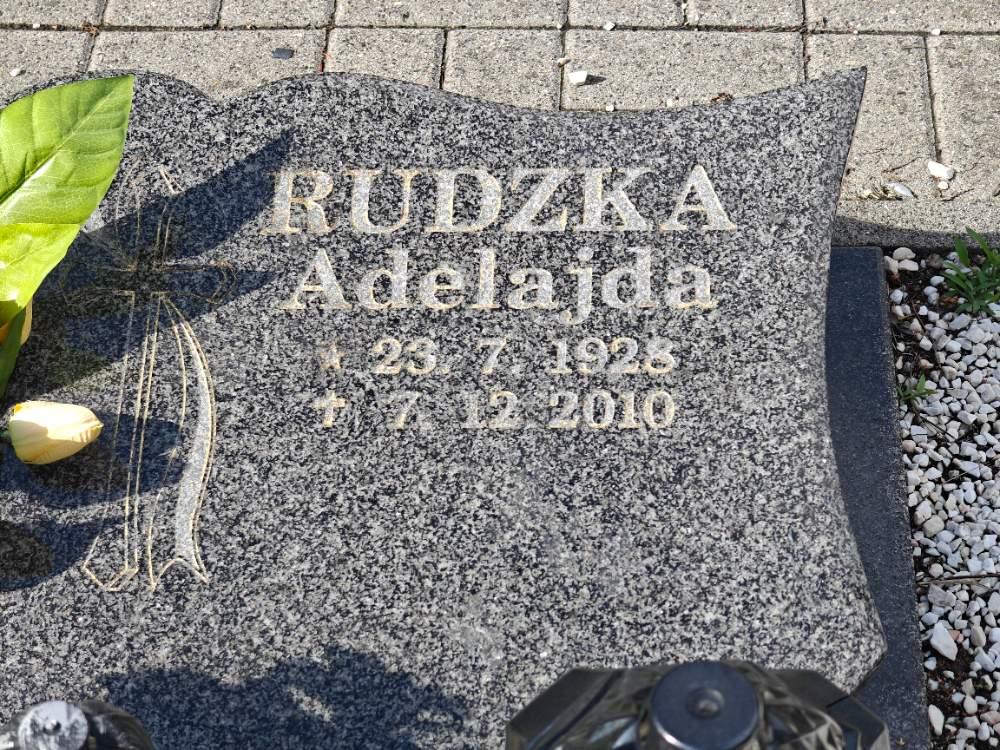 RUDZKA
Adelajda
★ 23. 7. 1928
✝ 7. 12 2010